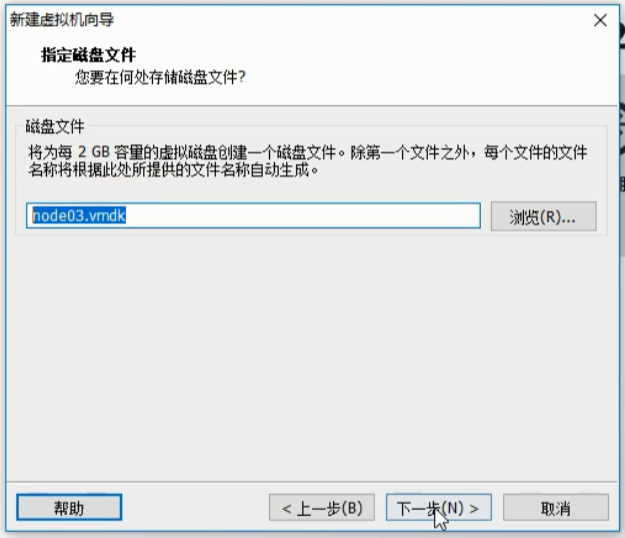 新建虚拟机向导
指定磁盘文件
您要在何处存储磁盘文件?
磁盘文件
将为每 2 GB 容量的虚拟磁盘创建一个磁盘文件。除第一个文件之外，每个文件的文件
名称将根据此处所提供的文件名称自动生成。
node03.vmdk
浏览(R)...
帮助
< 上一步(B)
下一步(N) >
取消